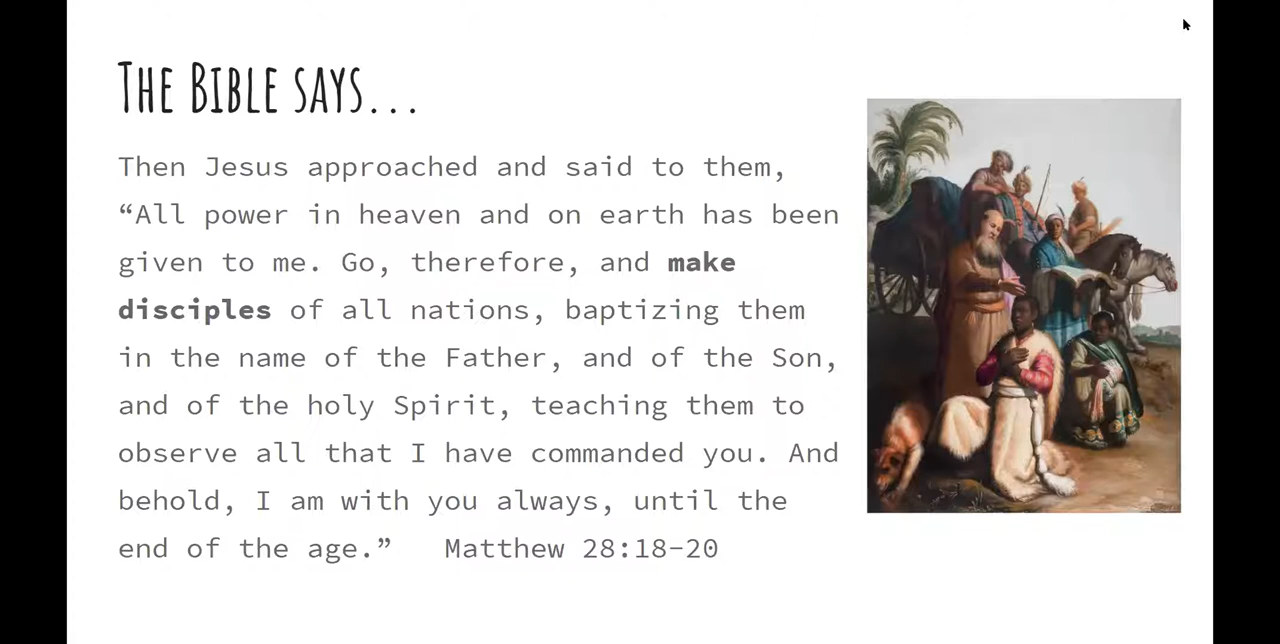 The Bible says...
Then Jesus approached and said to them,
“All power in heaven and on earth has been
given to me. Go, therefore, and make
disciples of all nations, baptizing them
in the name of the Father, and of the Son,
and of the holy Spirit, teaching them to
observe all that I have commanded you. And
behold, I am with you always, until the
end of the age.” Matthew 28:18-20